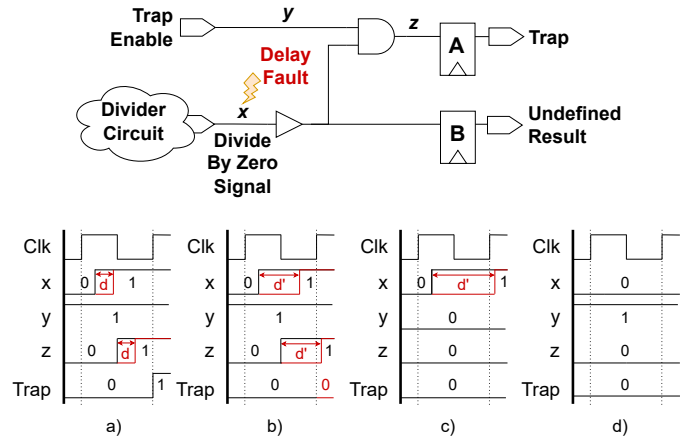 Trap
Enable
y
z
A
Trap
Delay
Fault
Divider
Circuit
x
Divide
By Zero
Signal
B
Undefined
Result
Clk
x
0
d
1
y
1
z
0
d
1
Trap
0
1
a)
Clk
x
0
d'
1
y
1
z
0
d'
1
Trap
0
0
b)
Clk
x
0
d'
1
y
0
z
0
Trap
0
c)
Clk
x
0
y
1
z
0
Trap
0
d)